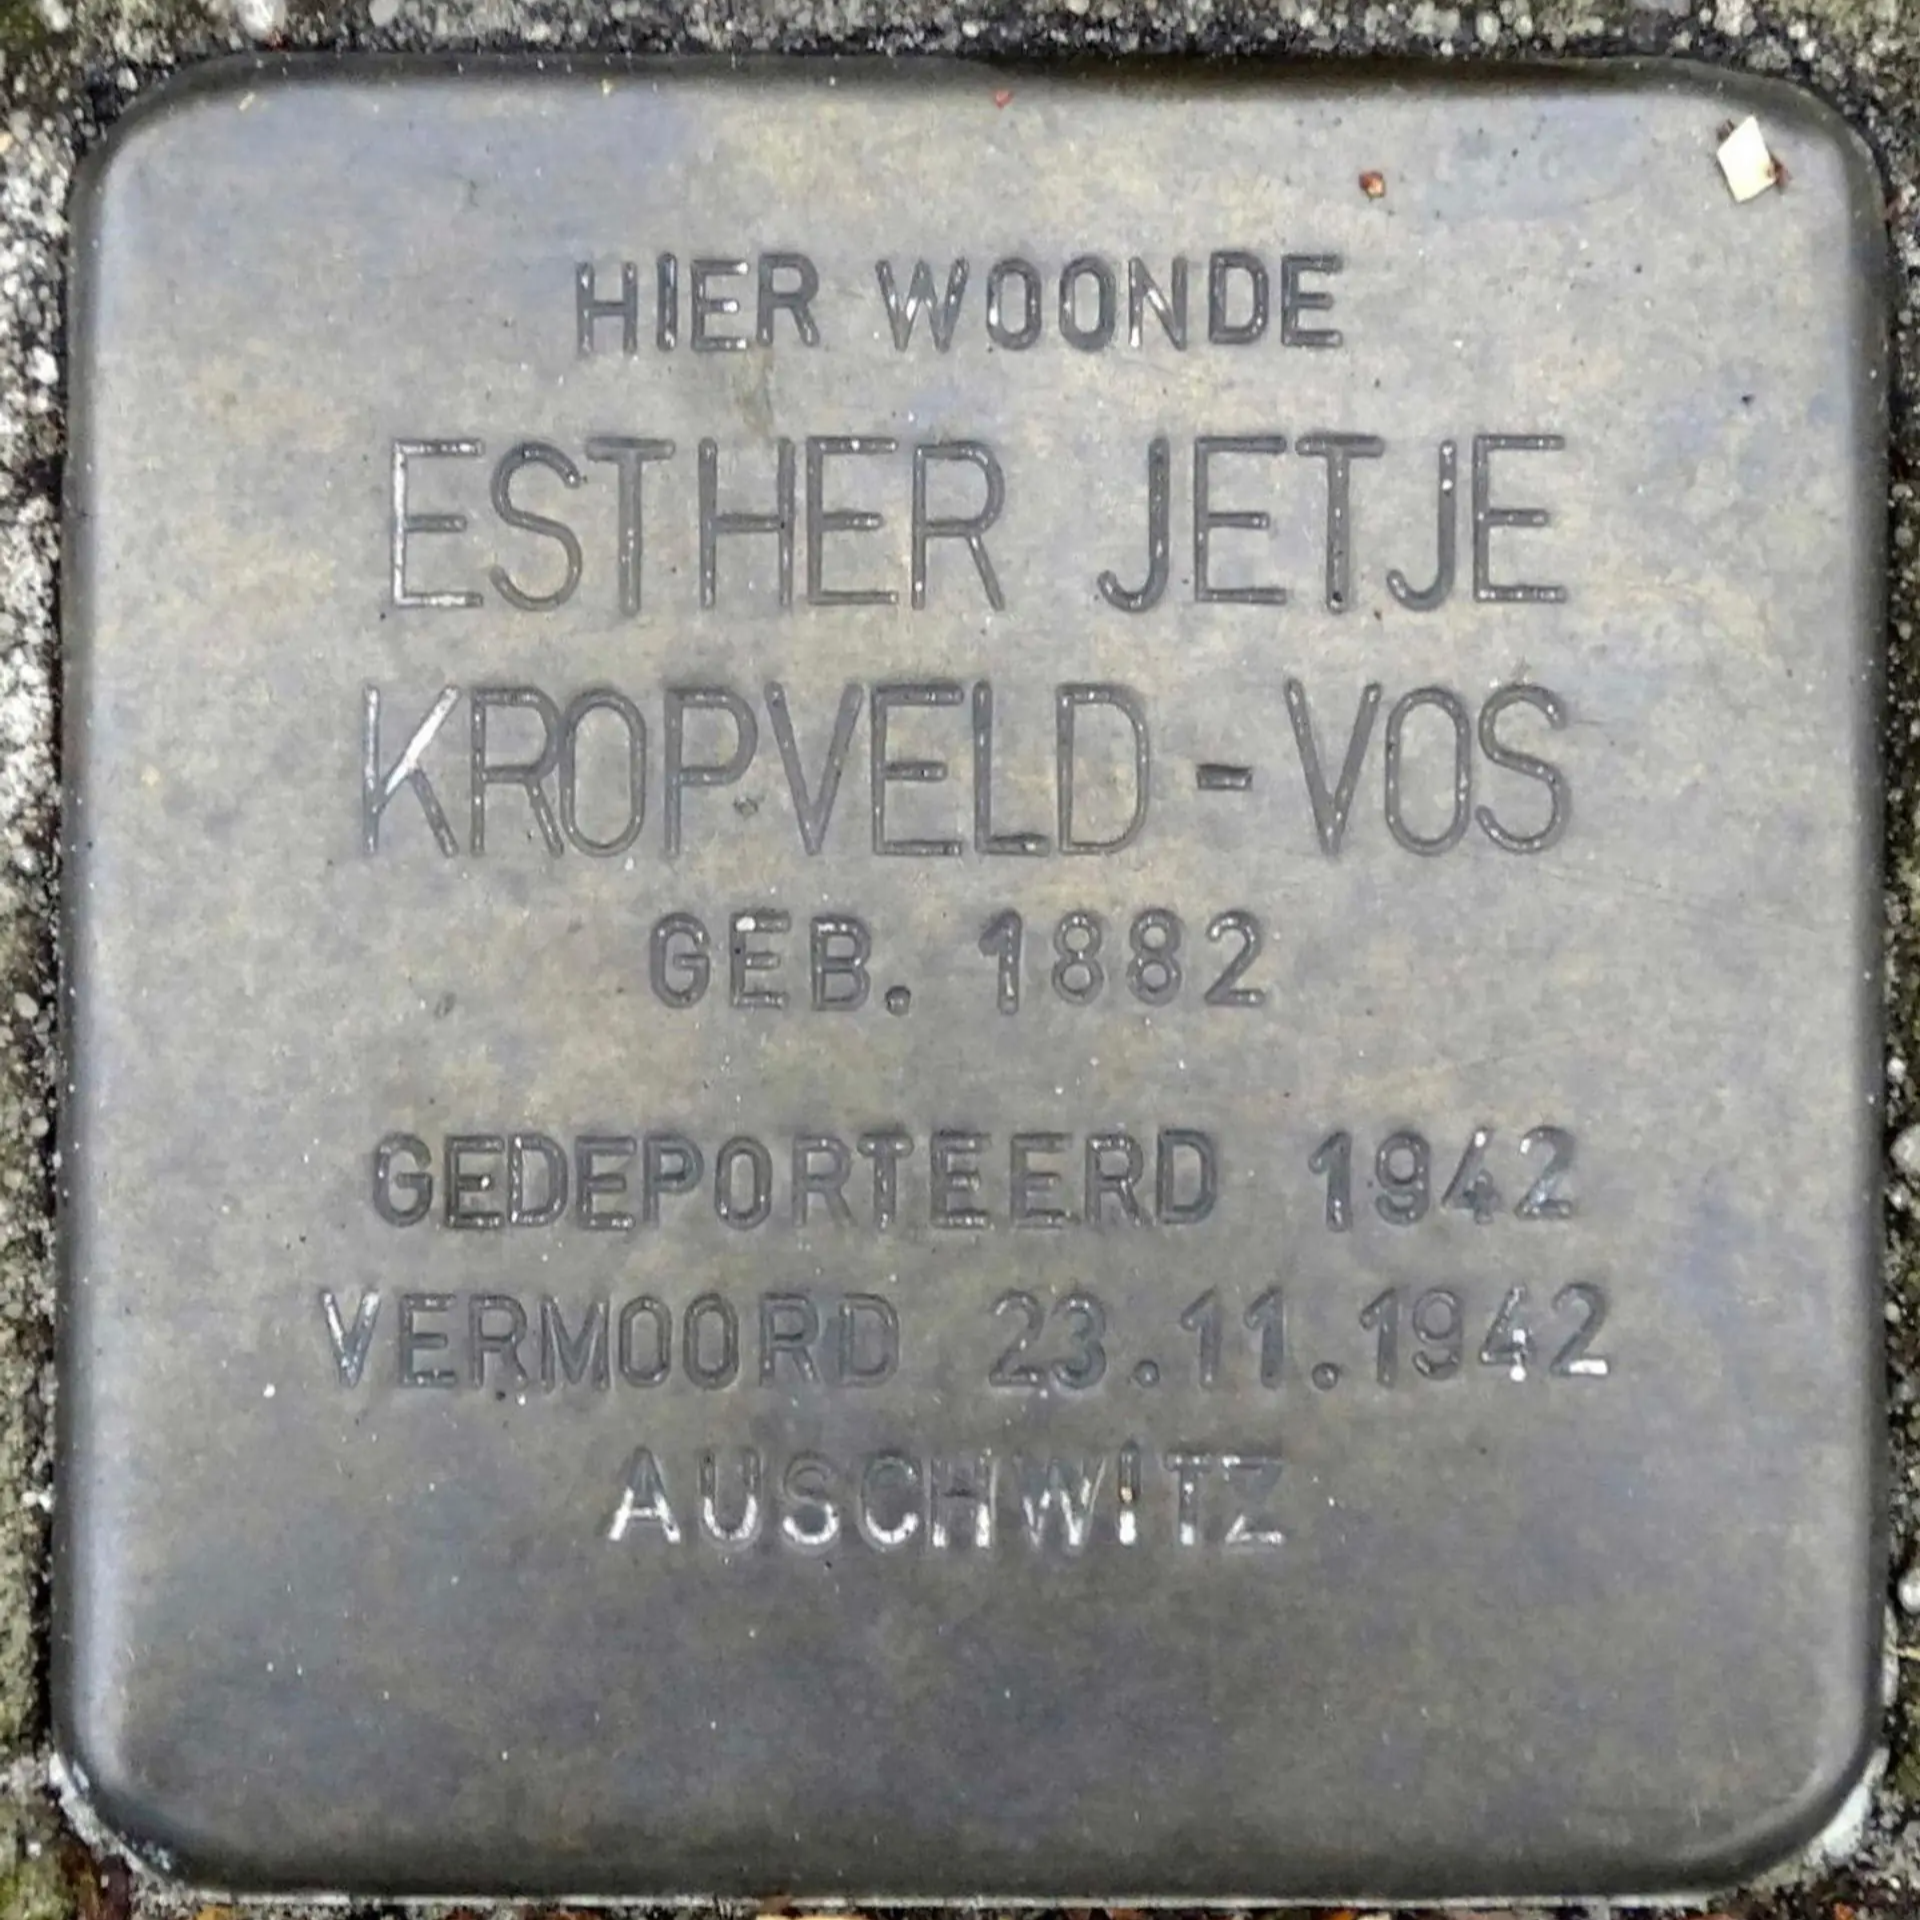 HIER WOONDE
ESTHER JETJE
KROPVELD - VOS
GEB. 1882
GEDEPORTEERD 1942
VERMOORD 23.11.1942
AUSCHWITZ